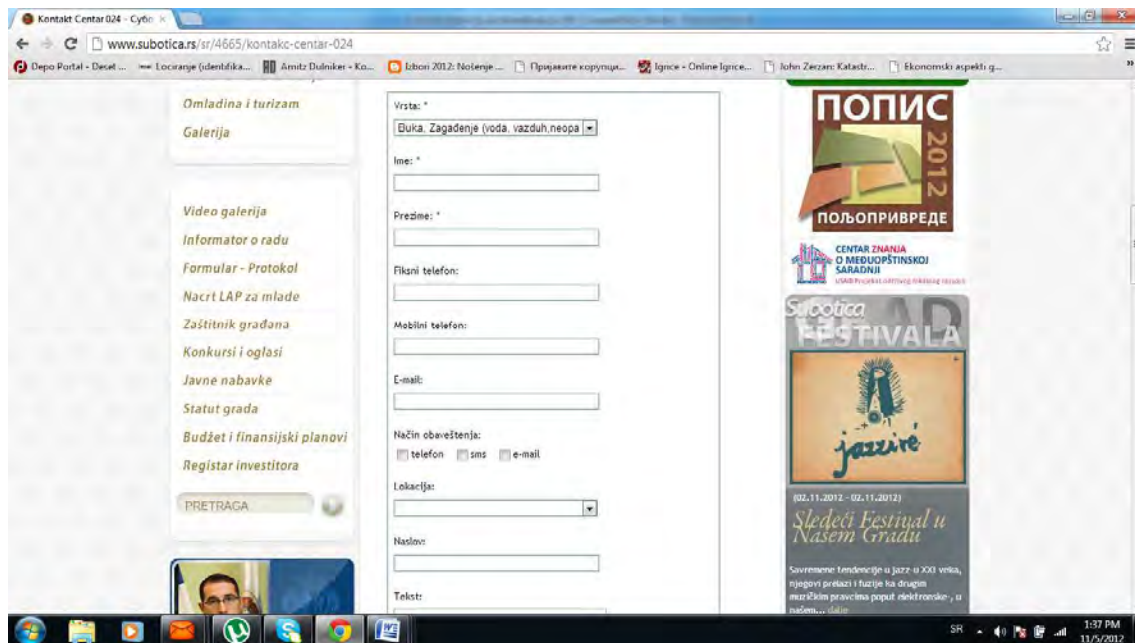 Kontakt Centar 024 - Субо
www.subotica.rs/sr/4665/kontakc-centar-024
Depo Portal - Deset ...
Lociranje (identifika...
Arnitz Dulniker - Ko...
Izbori 2012: Nošenje ...
Пријавите корупци...
Igrice - Online Igrice...
John Zerzan: Katastr...
Ekonomski aspekti g...
Omladina i turizam
Galerija
Video galerija
Informator o radu
Formular - Protokol
Nacrt LAP za mlade
Zaštitnik građana
Konkursi i oglasi
Javne nabavke
Statut grada
Budžet i finansijski planovi
Registar investitora
PRETRAGA
Vrsta: *
Buka, Zagađenje (voda, vazduh,neopa
Ime: *
Prezime: *
Fiksni telefon:
Mobilni telefon:
E-mail:
Način obaveštenja:
telefon sms e-mail
Lokacija:
Naslov:
Tekst:
ПОПИС
2012
ПОЉОПРИВРЕДЕ
CENTAR ZNANJA
O MEĐUOPŠTINSKOJ
SARADNJI
Subotica
GRAD
FESTIVALA
jazziré
(02.11.2012 - 02.11.2012)
Sledeći Festival u
Našem Gradu
Savremene tendencije u jazz-u XXI veka,
njegovi prelazi i fuzije ka drugim
muzičkim pravcima poput elektronske-, u
našem... dalje
SR
1:37 PM
11/5/2012